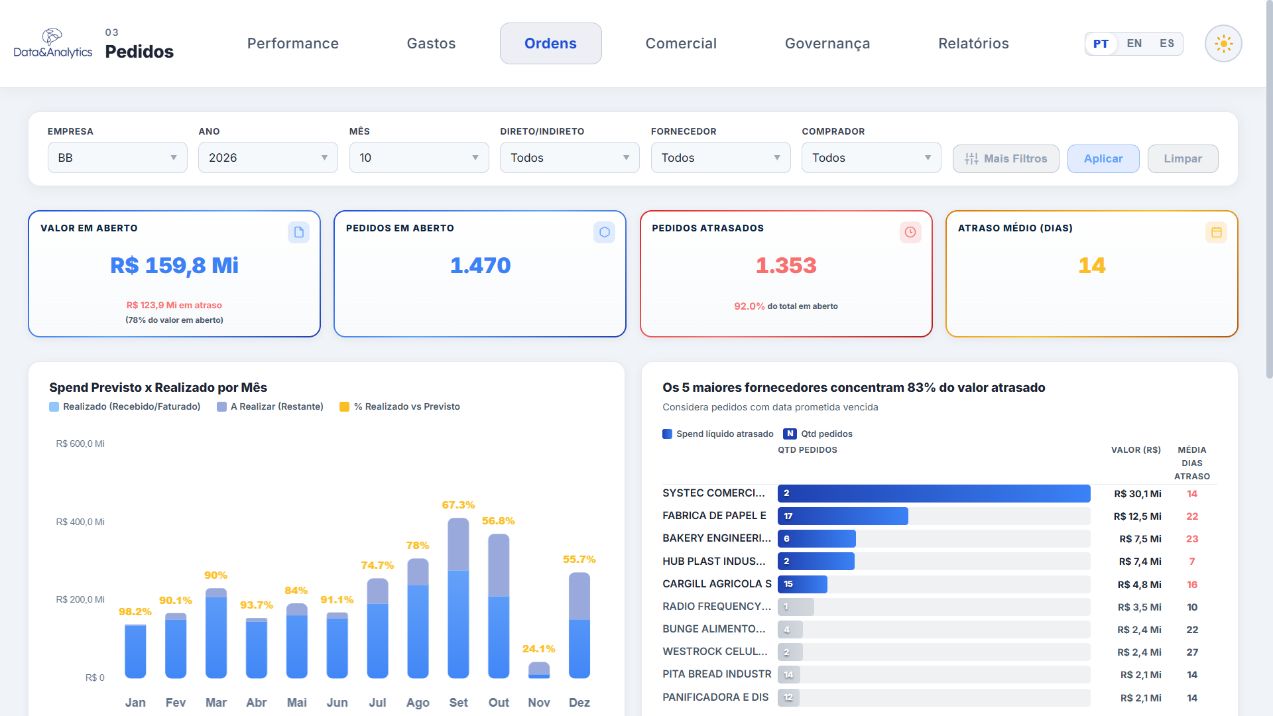 Data&Analytics
03
Pedidos
Performance
Gastos
Ordens
Comercial
Governança
Relatórios
PT EN ES
EMPRESA
BB
ANO
2026
MÊS
10
DIRETO/INDIRETO
Todos
FORNECEDOR
Todos
COMPRADOR
Todos
Mais Filtros
Aplicar
Limpar
VALOR EM ABERTO
R$ 159,8 Mi
R$ 123,9 Mi em atraso
(78% do valor em aberto)
PEDIDOS EM ABERTO
1.470
PEDIDOS ATRASADOS
1.353
92.0% do total em aberto
ATRASO MÉDIO (DIAS)
14
Spend Previsto x Realizado por Mês
Realizado (Recebido/Faturado) A Realizar (Restante) % Realizado vs Previsto
R$ 600,0 Mi
R$ 400,0 Mi
R$ 200,0 Mi
R$ 0
98.2% 90.1% 90% 93.7% 84% 91.1% 74.7% 78% 67.3% 56.8% 24.1% 55.7%
Jan Fev Mar Abr Mai Jun Jul Ago Set Out Nov Dez
Os 5 maiores fornecedores concentram 83% do valor atrasado
Considera pedidos com data prometida vencida
Spend líquido atrasado N Qtd pedidos
QTD PEDIDOS VALOR (R$) MÉDIA
DIAS
ATRASO
SYSTEC COMERCI... 2 R$ 30,1 Mi 14
FABRICA DE PAPEL E 17 R$ 12,5 Mi 22
BAKERY ENGINEERI... 6 R$ 7,5 Mi 23
HUB PLAST INDUS... 2 R$ 7,4 Mi 7
CARGILL AGRICOLA S 15 R$ 4,8 Mi 16
RADIO FREQUENCY... 1 R$ 3,5 Mi 10
BUNGE ALIMENTO... 4 R$ 2,4 Mi 22
WESTROCK CELUL... 2 R$ 2,4 Mi 27
PITA BREAD INDUSTR 14 R$ 2,1 Mi 14
PANIFICADORA E DIS 12 R$ 2,1 Mi 14